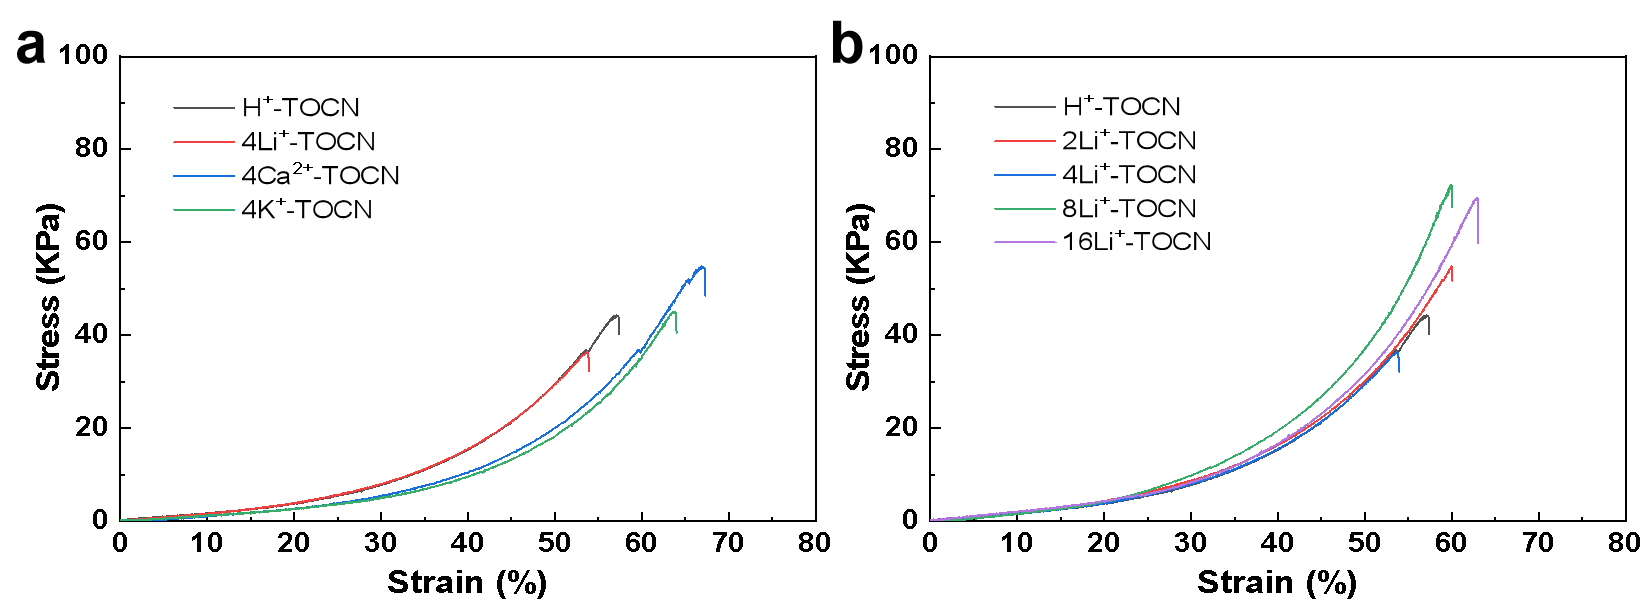 a
100
80
60
40
20
0
Stress (KPa)
H⁺-TOCN
4Li⁺-TOCN
4Ca²⁺-TOCN
4K⁺-TOCN
0 10 20 30 40 50 60 70 80
Strain (%)
b
100
80
60
40
20
0
Stress (KPa)
H⁺-TOCN
2Li⁺-TOCN
4Li⁺-TOCN
8Li⁺-TOCN
16Li⁺-TOCN
0 10 20 30 40 50 60 70 80
Strain (%)